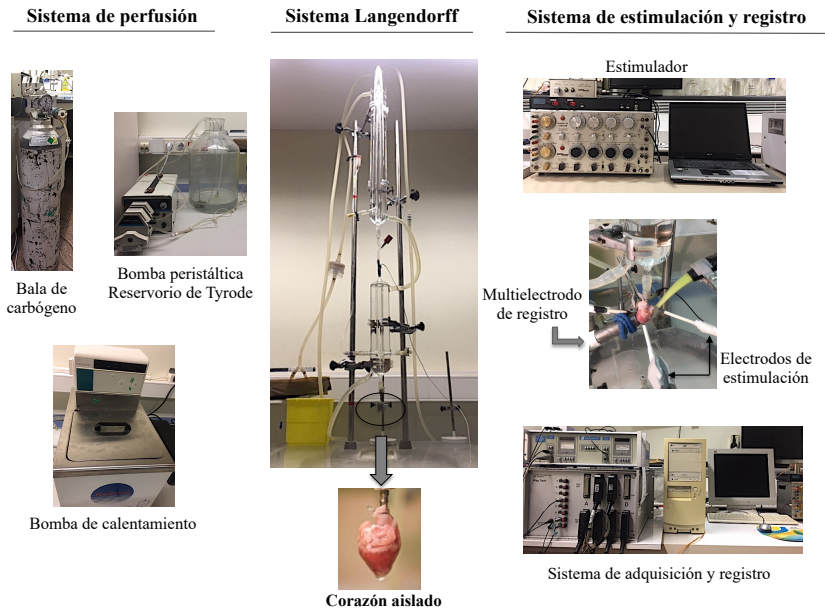 Sistema de perfusión
Sistema Langendorff
Sistema de estimulación y registro
Bala de
carbógeno
Bomba peristáltica
Reservorio de Tyrode
Bomba de calentamiento
Corazón aislado
Estimulador
Multielectrodo
de registro
Electrodos de
estimulación
Sistema de adquisición y registro